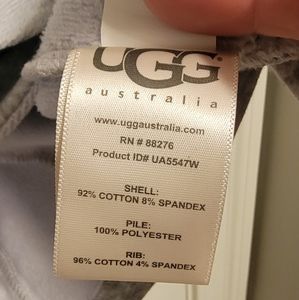 UGG
australia
www.uggaustralia.com
RN # 88276
Product ID# UA5547W
SHELL:
92% COTTON 8% SPANDEX
PILE:
100% POLYESTER
RIB:
96% COTTON 4% SPANDEX